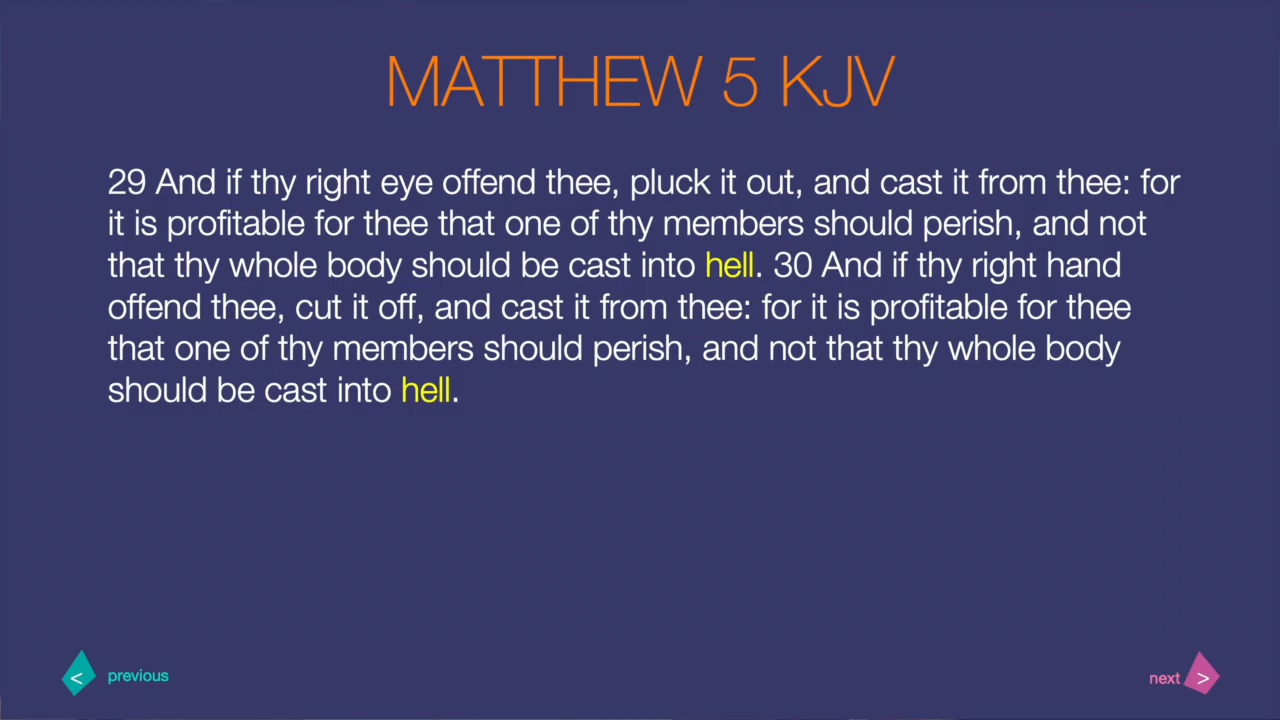 MATTHEW 5 KJV
29 And if thy right eye offend thee, pluck it out, and cast it from thee: for
it is profitable for thee that one of thy members should perish, and not
that thy whole body should be cast into hell. 30 And if thy right hand
offend thee, cut it off, and cast it from thee: for it is profitable for thee
that one of thy members should perish, and not that thy whole body
should be cast into hell.
< previous
next >